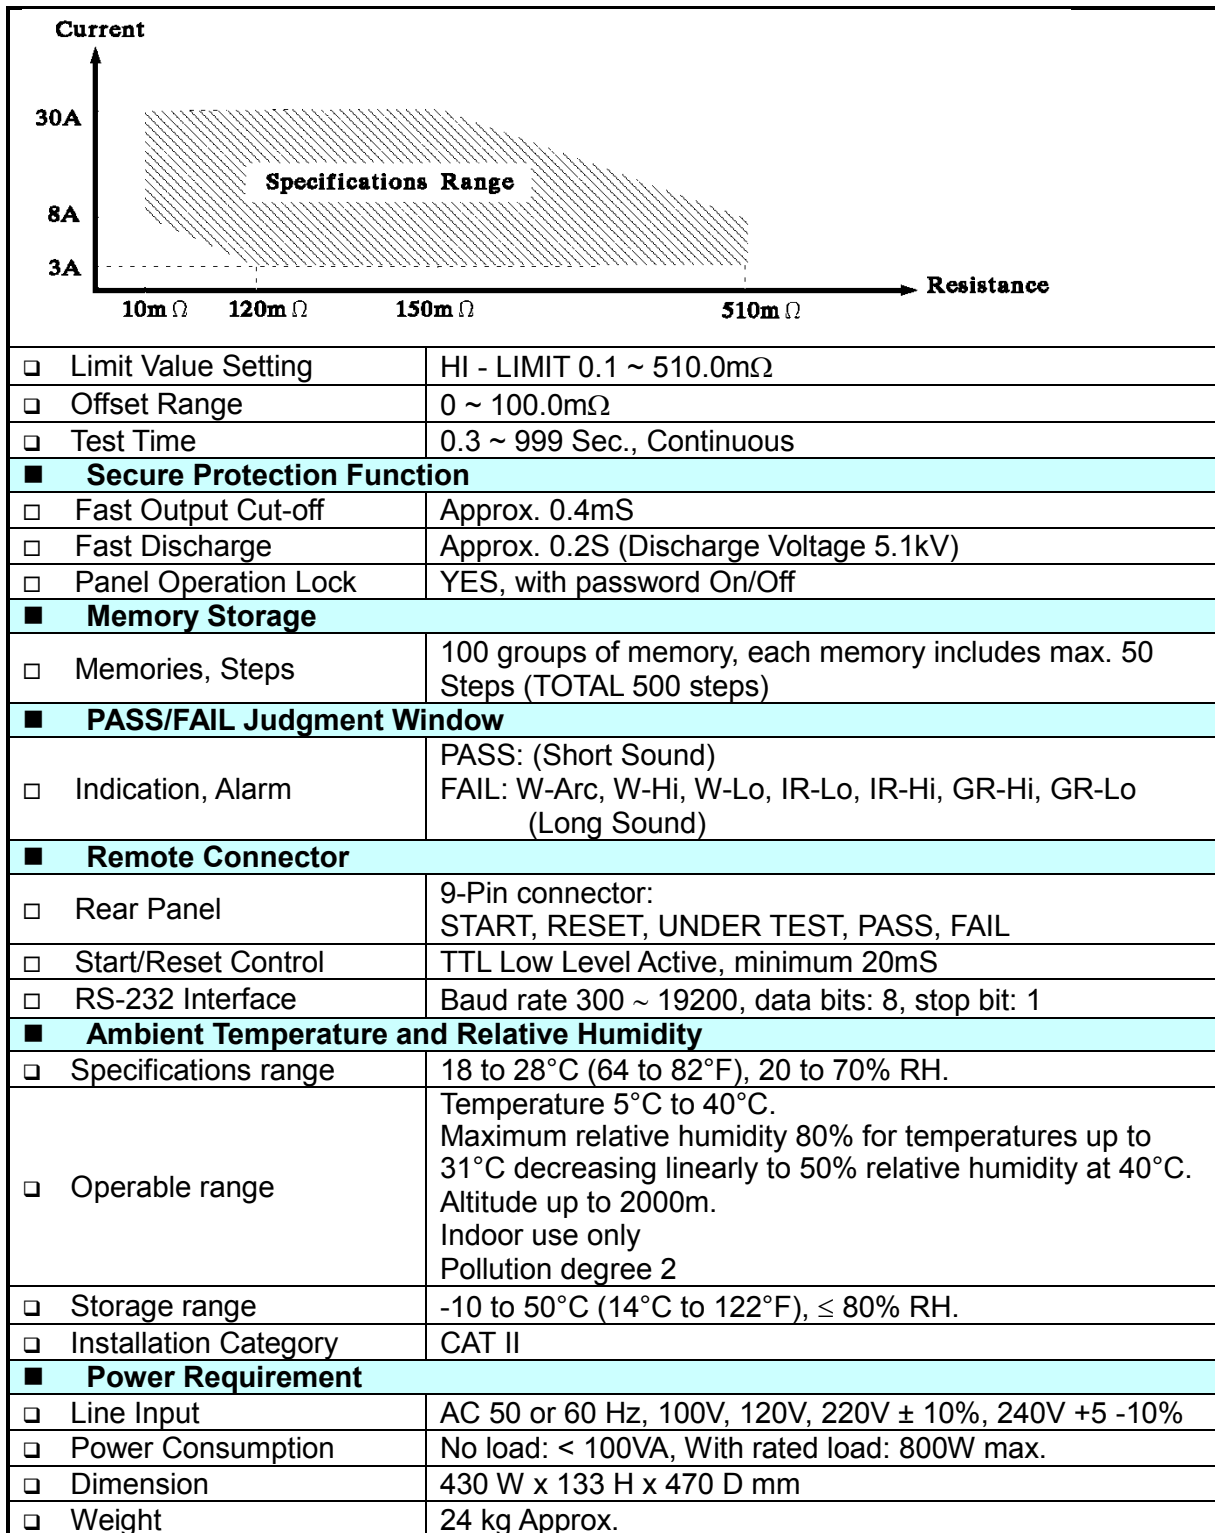 Current
30A
Specifications Range
8A
3A
Resistance
10mΩ 120mΩ 150mΩ 510mΩ
❑ Limit Value Setting HI - LIMIT 0.1 ~ 510.0mΩ
❑ Offset Range 0 ~ 100.0mΩ
❑ Test Time 0.3 ~ 999 Sec., Continuous
■ Secure Protection Function
□ Fast Output Cut-off Approx. 0.4mS
□ Fast Discharge Approx. 0.2S (Discharge Voltage 5.1kV)
□ Panel Operation Lock YES, with password On/Off
■ Memory Storage
□ Memories, Steps 100 groups of memory, each memory includes max. 50
Steps (TOTAL 500 steps)
■ PASS/FAIL Judgment Window
□ Indication, Alarm PASS: (Short Sound)
FAIL: W-Arc, W-Hi, W-Lo, IR-Lo, IR-Hi, GR-Hi, GR-Lo
(Long Sound)
■ Remote Connector
□ Rear Panel 9-Pin connector:
START, RESET, UNDER TEST, PASS, FAIL
□ Start/Reset Control TTL Low Level Active, minimum 20mS
□ RS-232 Interface Baud rate 300 ~ 19200, data bits: 8, stop bit: 1
■ Ambient Temperature and Relative Humidity
❑ Specifications range 18 to 28°C (64 to 82°F), 20 to 70% RH.
❑ Operable range Temperature 5°C to 40°C.
Maximum relative humidity 80% for temperatures up to
31°C decreasing linearly to 50% relative humidity at 40°C.
Altitude up to 2000m.
Indoor use only
Pollution degree 2
❑ Storage range -10 to 50°C (14°C to 122°F), ≤ 80% RH.
❑ Installation Category CAT II
■ Power Requirement
❑ Line Input AC 50 or 60 Hz, 100V, 120V, 220V ± 10%, 240V +5 -10%
❑ Power Consumption No load: < 100VA, With rated load: 800W max.
❑ Dimension 430 W x 133 H x 470 D mm
❑ Weight 24 kg Approx.